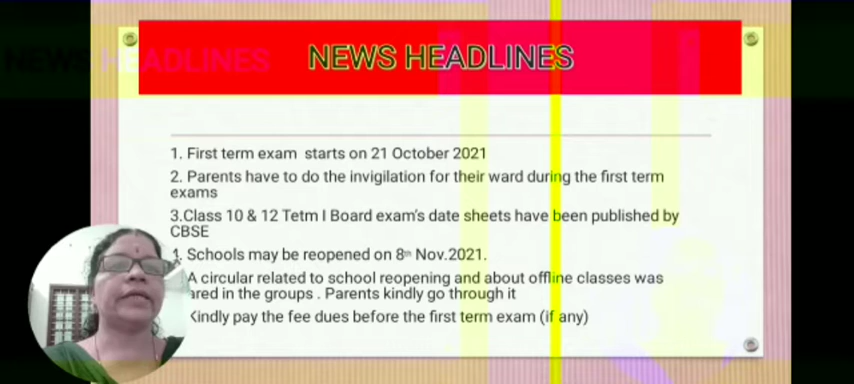 NEWS HEADLINES
NEWS HEADLINES
1. First term exam starts on 21 October 2021
2. Parents have to do the invigilation for their ward during the first term
exams
3.Class 10 & 12 Tetm I Board exam's date sheets have been published by
CBSE
4. Schools may be reopened on 8th Nov.2021.
A circular related to school reopening and about offline classes was
ared in the groups . Parents kindly go through it
Kindly pay the fee dues before the first term exam (if any)